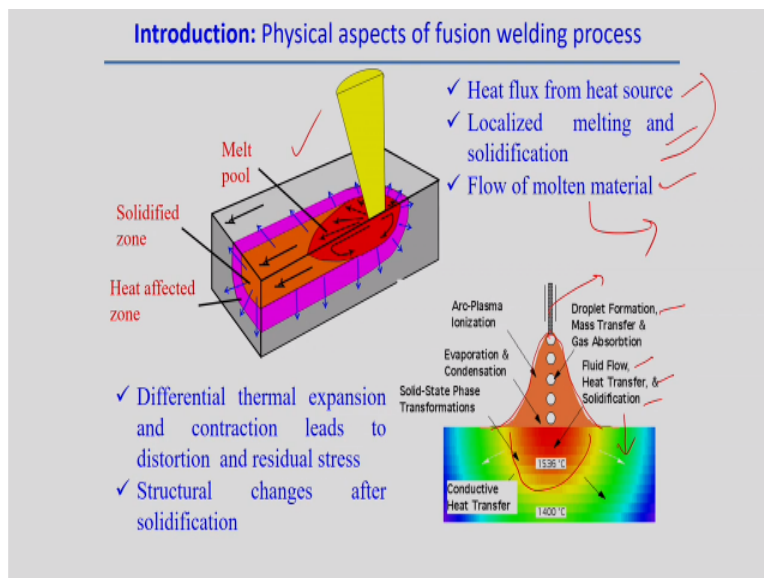 Introduction: Physical aspects of fusion welding process
✓ Heat flux from heat source
✓ Localized melting and
solidification
✓ Flow of molten material
Melt
pool
Solidified
zone
Heat affected
zone
Arc-Plasma
Ionization
Droplet Formation,
Mass Transfer &
Gas Absorbtion
Evaporation &
Condensation
Fluid Flow,
Heat Transfer, &
Solidification
Solid-State Phase
Transformations
1536 °C
Conductive
Heat Transfer
1400 °C
✓ Differential thermal expansion
and contraction leads to
distortion and residual stress
✓ Structural changes after
solidification